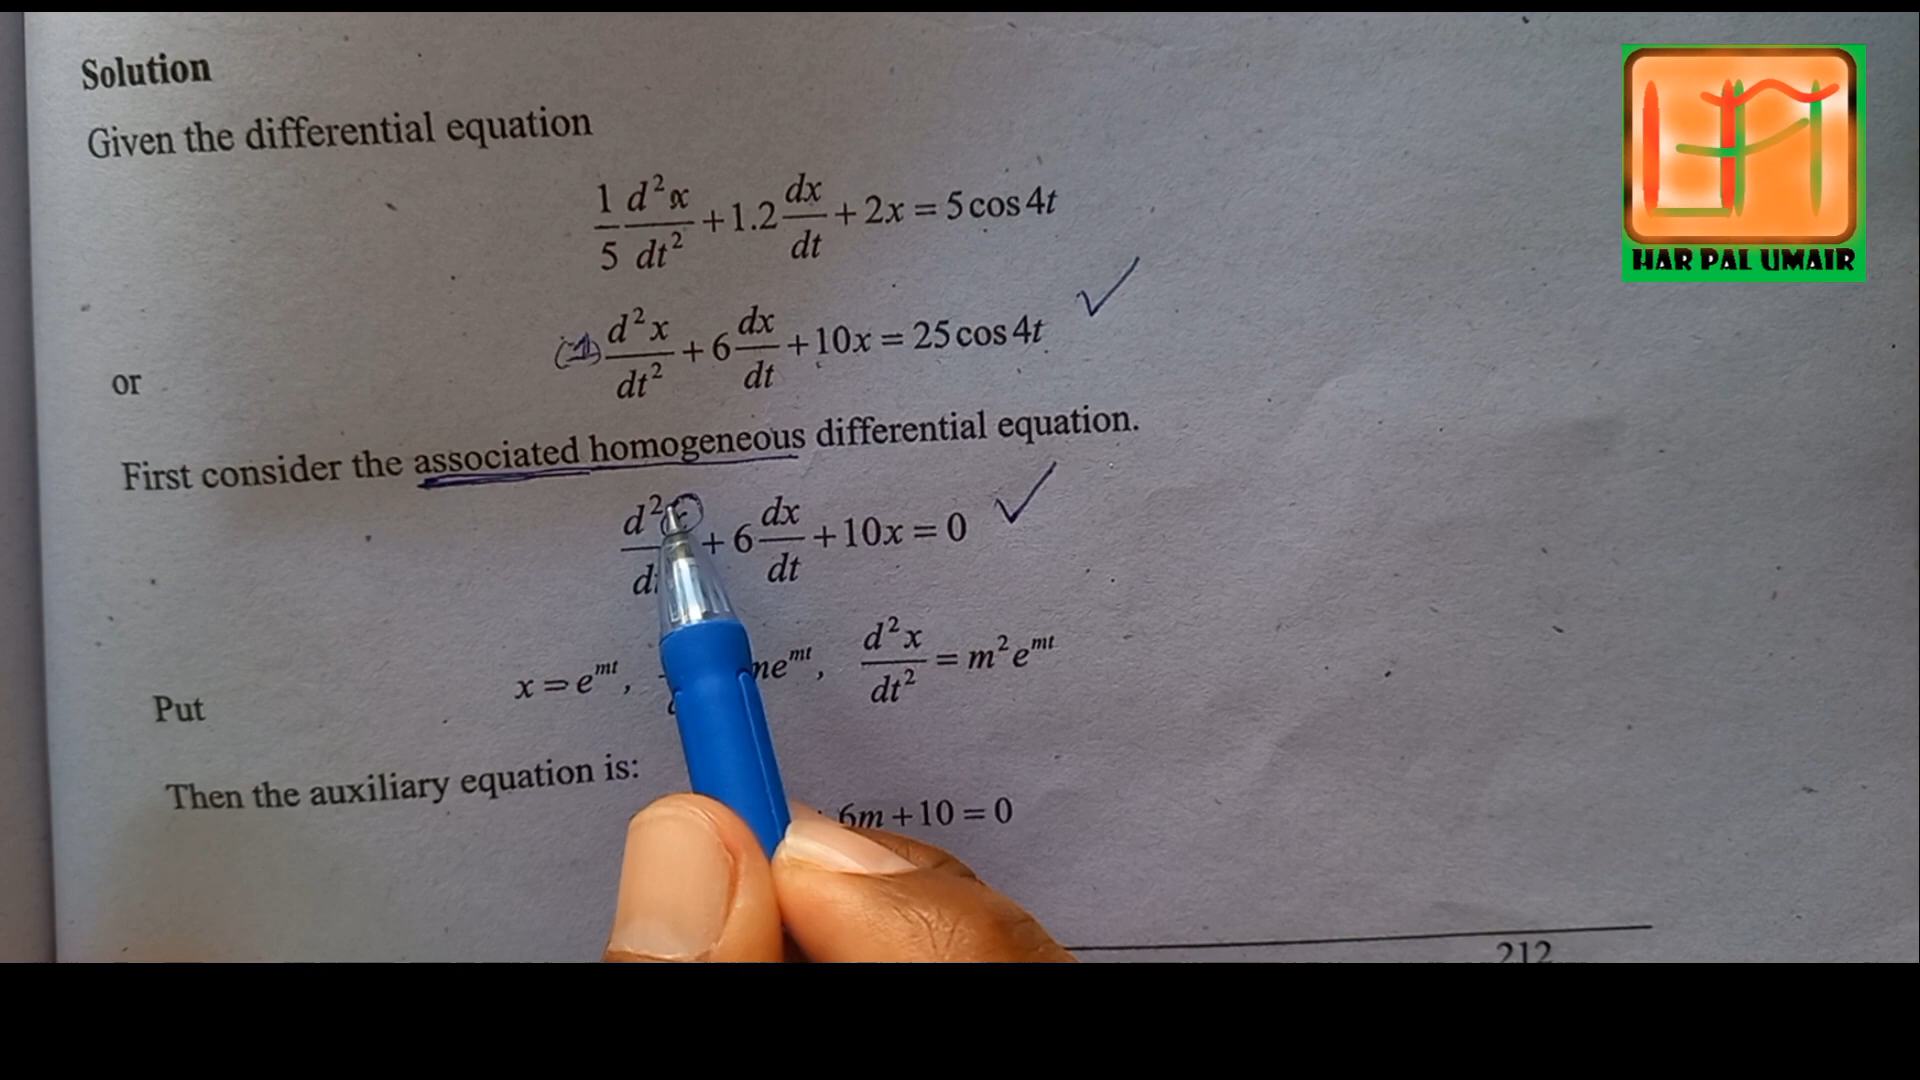 Solution
Given the differential equation
1/5 d²x/dt² + 1.2 dx/dt + 2x = 5 cos 4t
or (1) d²x/dt² + 6 dx/dt + 10x = 25 cos 4t
First consider the associated homogeneous differential equation.
d² + 6 dx/dt + 10x = 0
Put x = e^mt, e^mt, d²x/dt² = m²e^mt
Then the auxiliary equation is:
6m + 10 = 0
212
HAR PAL UMAIR